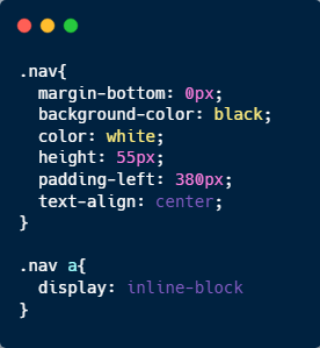 .nav{
margin-bottom: 0px;
background-color: black;
color: white;
height: 55px;
padding-left: 380px;
text-align: center;
}
.nav a{
display: inline-block
}